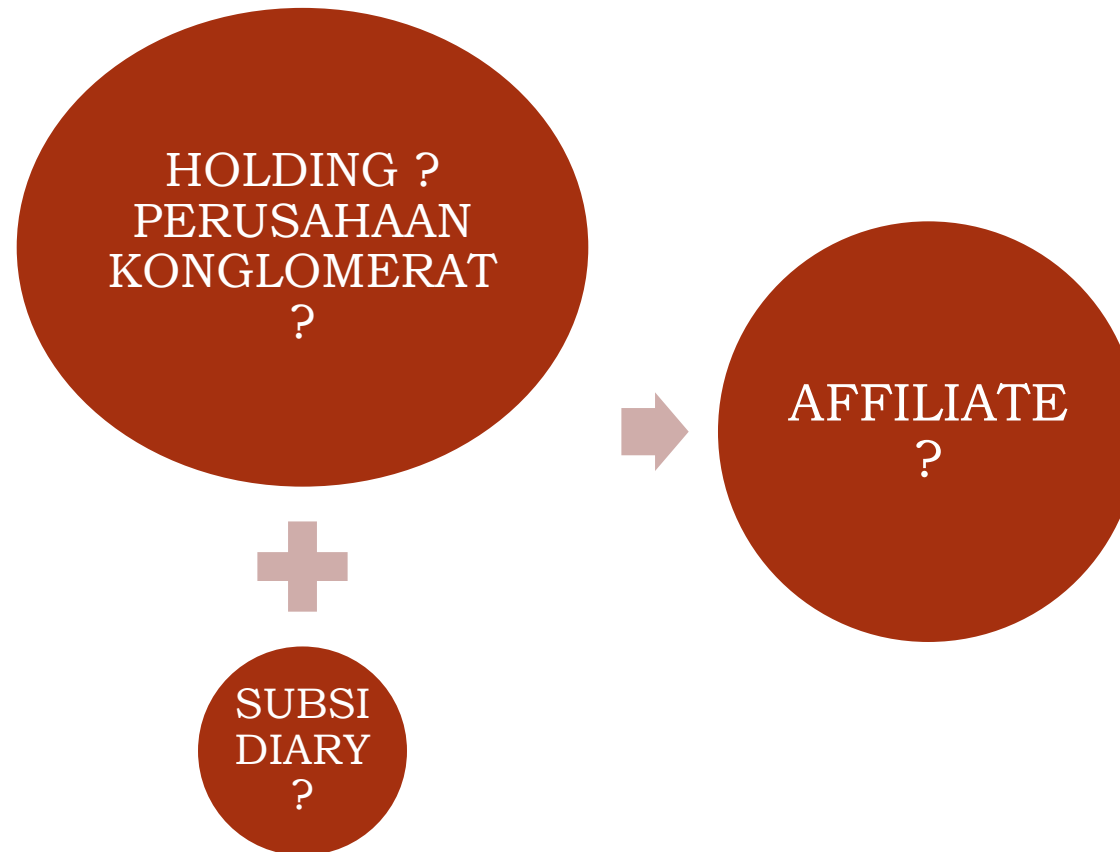 HOLDING ?
PERUSAHAAN
KONGLOMERAT
?
SUBSI
DIARY
?
AFFILIATE
?